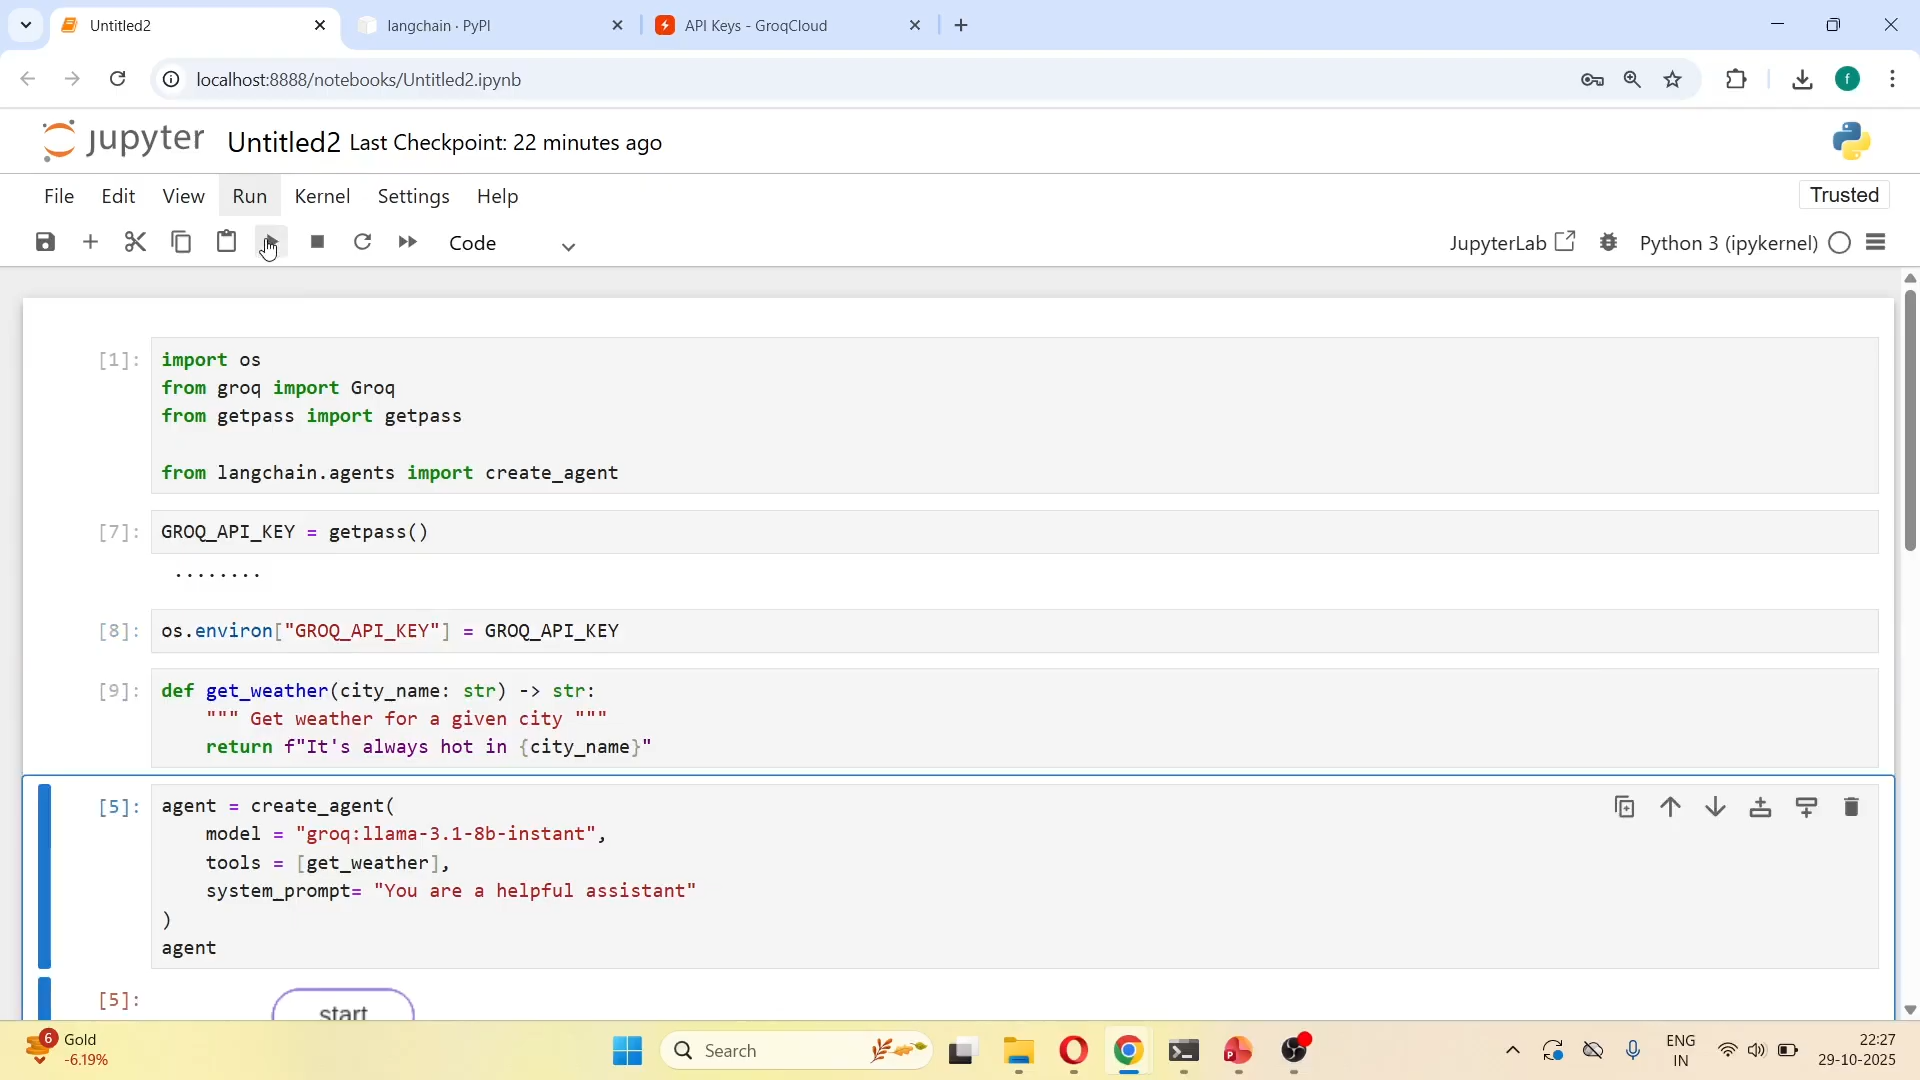 Untitled2
langchain · PyPI
API Keys - GroqCloud
localhost:8888/notebooks/Untitled2.ipynb
f
jupyter Untitled2 Last Checkpoint: 22 minutes ago
File Edit View Run Kernel Settings Help
Trusted
Code
JupyterLab
Python 3 (ipykernel)
[1]:
import os
from groq import Groq
from getpass import getpass
from langchain.agents import create_agent
[7]:
GROQ_API_KEY = getpass()
........
[8]:
os.environ["GROQ_API_KEY"] = GROQ_API_KEY
[9]:
def get_weather(city_name: str) -> str:
""" Get weather for a given city """
return f"It's always hot in {city_name}"
[5]:
agent = create_agent(
model = "groq:llama-3.1-8b-instant",
tools = [get_weather],
system_prompt= "You are a helpful assistant"
)
agent
[5]:
start
6
Gold
-6.19%
Search
P
ENG
IN
22:27
29-10-2025